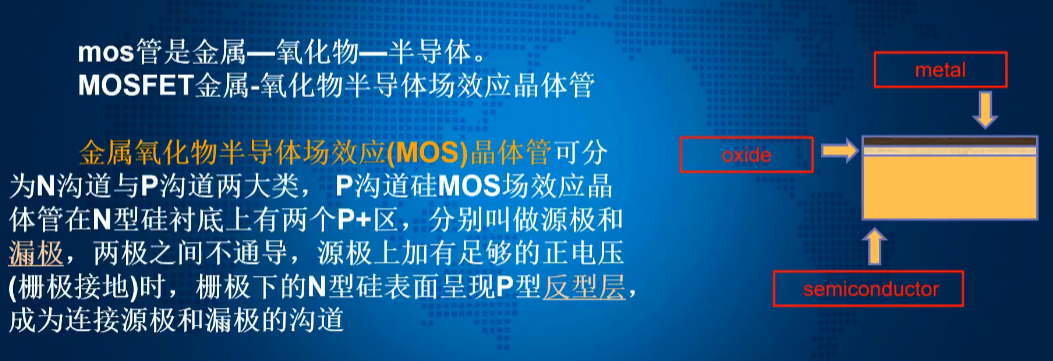 mos管是金属—氧化物—半导体。
MOSFET金属-氧化物半导体场效应晶体管
金属氧化物半导体场效应(MOS)晶体管可分
为N沟道与P沟道两大类， P沟道硅MOS场效应晶
体管在N型硅衬底上有两个P+区，分别叫做源极和
漏极，两极之间不通导，源极上加有足够的正电压
(栅极接地)时，栅极下的N型硅表面呈现P型反型层，
成为连接源极和漏极的沟道
metal
oxide
semiconductor